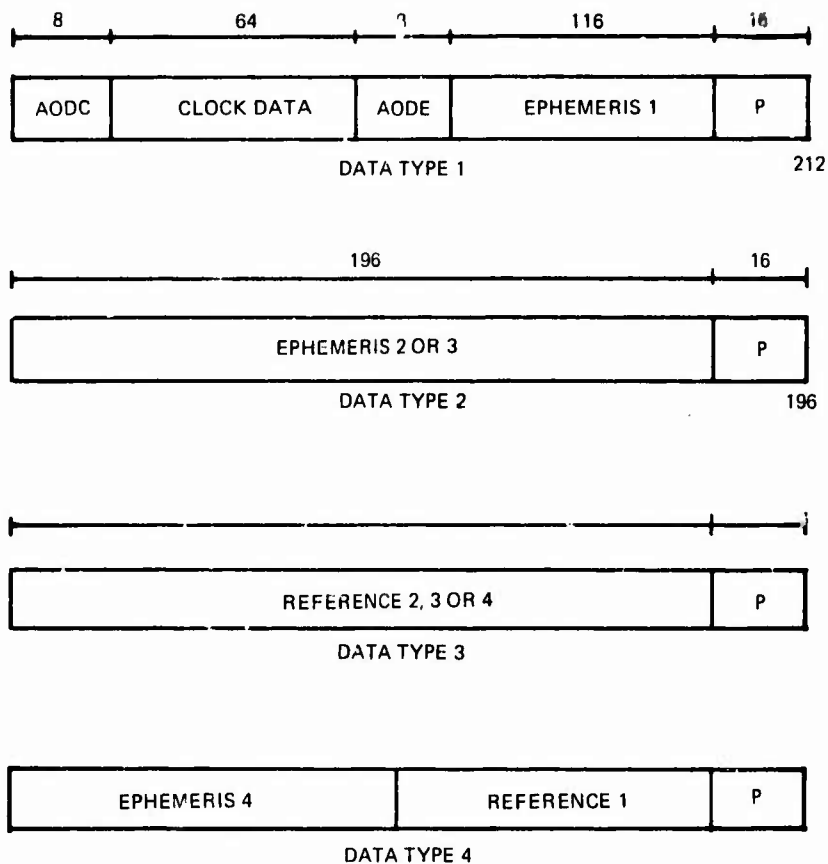 8 64 116 16
AODC CLOCK DATA AODE EPHEMERIS 1 P
DATA TYPE 1 212
196 16
EPHEMERIS 2 OR 3 P
DATA TYPE 2 196
REFERENCE 2, 3 OR 4 P
DATA TYPE 3
EPHEMERIS 4 REFERENCE 1 P
DATA TYPE 4